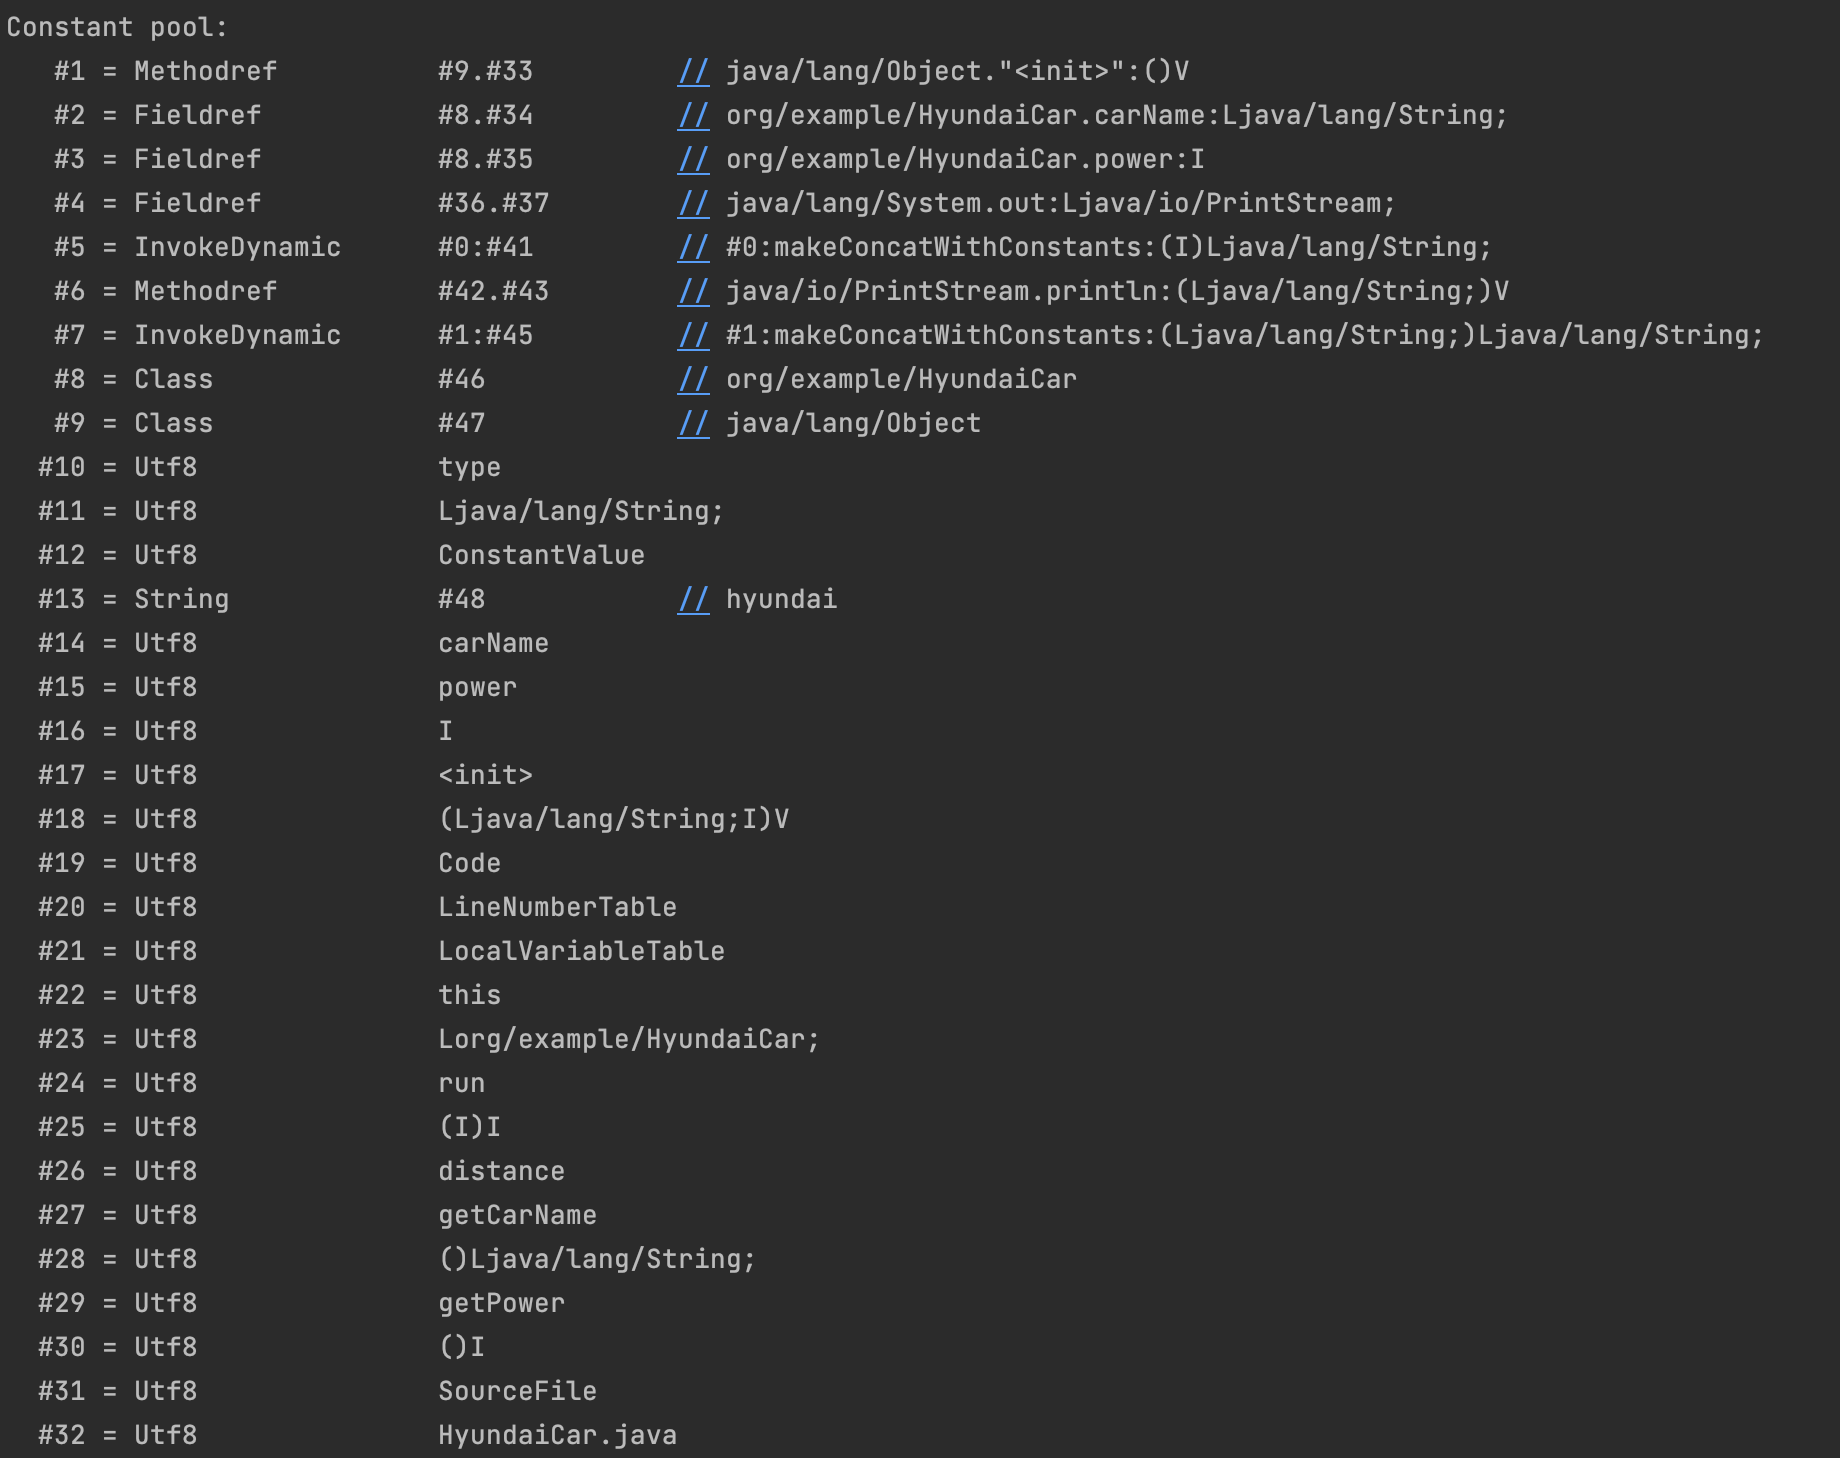 Constant pool:
#1 = Methodref #9.#33 // java/lang/Object."<init>":()V
#2 = Fieldref #8.#34 // org/example/HyundaiCar.carName:Ljava/lang/String;
#3 = Fieldref #8.#35 // org/example/HyundaiCar.power:I
#4 = Fieldref #36.#37 // java/lang/System.out:Ljava/io/PrintStream;
#5 = InvokeDynamic #0:#41 // #0:makeConcatWithConstants:(I)Ljava/lang/String;
#6 = Methodref #42.#43 // java/io/PrintStream.println:(Ljava/lang/String;)V
#7 = InvokeDynamic #1:#45 // #1:makeConcatWithConstants:(Ljava/lang/String;)Ljava/lang/String;
#8 = Class #46 // org/example/HyundaiCar
#9 = Class #47 // java/lang/Object
#10 = Utf8 type
#11 = Utf8 Ljava/lang/String;
#12 = Utf8 ConstantValue
#13 = String #48 // hyundai
#14 = Utf8 carName
#15 = Utf8 power
#16 = Utf8 I
#17 = Utf8 <init>
#18 = Utf8 (Ljava/lang/String;I)V
#19 = Utf8 Code
#20 = Utf8 LineNumberTable
#21 = Utf8 LocalVariableTable
#22 = Utf8 this
#23 = Utf8 Lorg/example/HyundaiCar;
#24 = Utf8 run
#25 = Utf8 (I)I
#26 = Utf8 distance
#27 = Utf8 getCarName
#28 = Utf8 ()Ljava/lang/String;
#29 = Utf8 getPower
#30 = Utf8 ()I
#31 = Utf8 SourceFile
#32 = Utf8 HyundaiCar.java